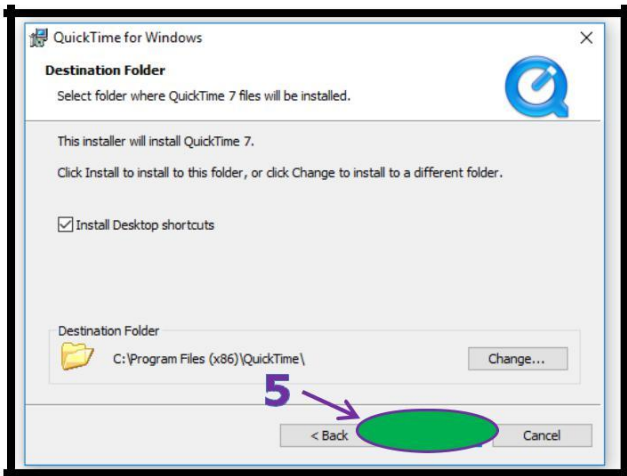 QuickTime for Windows
Destination Folder
Select folder where QuickTime 7 files will be installed.
This installer will install QuickTime 7.
Click Install to install to this folder, or click Change to install to a different folder.
Install Desktop shortcuts
Destination Folder
C:\Program Files (x86)\QuickTime\
Change...
5
< Back
Cancel